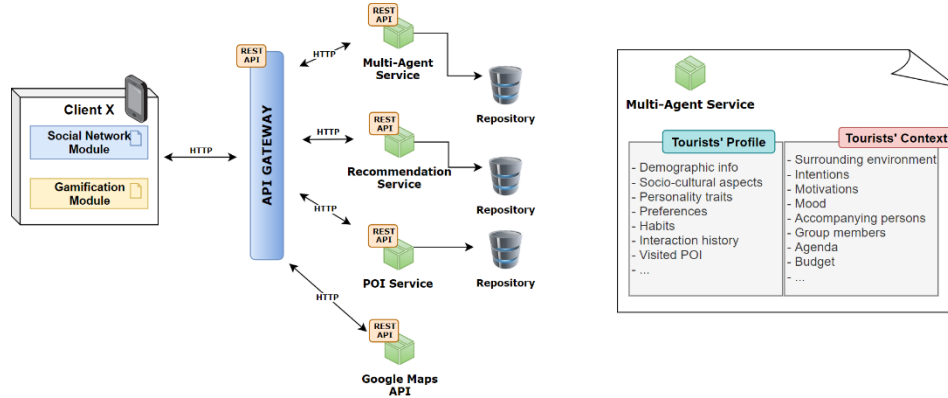 Client X
Social Network
Module
Gamification
Module
HTTP
REST
API
API GATEWAY
HTTP
REST
API
Multi-Agent
Service
Repository
HTTP
REST
API
Recommendation
Service
Repository
HTTP
REST
API
POI Service
Repository
HTTP
REST
API
Google Maps
API
Multi-Agent Service
Tourists' Profile
- Demographic info
- Socio-cultural aspects
- Personality traits
- Preferences
- Habits
- Interaction history
- Visited POI
- ...
Tourists' Context
- Surrounding environment
- Intentions
- Motivations
- Mood
- Accompanying persons
- Group members
- Agenda
- Budget
- ...